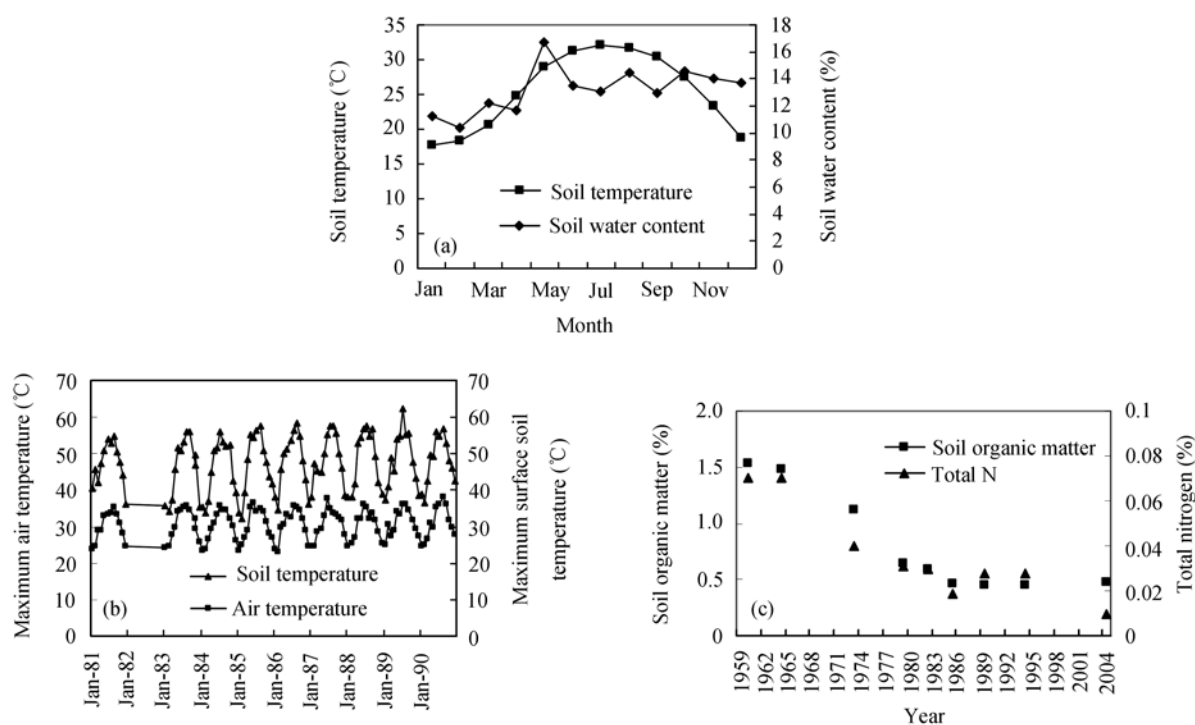 35
30
25
20
15
10
5
0
Soil temperature (℃)
18
16
14
12
10
8
6
4
2
0
Soil water content (%)
Soil temperature
Soil water content
(a)
Jan Mar May Jul Sep Nov
Month
70
60
50
40
30
20
10
0
Maximum air temperature (℃)
70
60
50
40
30
20
10
0
Maximum surface soil
temperature (℃)
Soil temperature
Air temperature
(b)
Jan-81 Jan-82 Jan-83 Jan-84 Jan-85 Jan-86 Jan-87 Jan-88 Jan-89 Jan-90
2.0
1.5
1.0
0.5
0
Soil organic matter (%)
0.1
0.08
0.06
0.04
0.02
0
Total nitrogen (%)
Soil organic matter
Total N
(c)
1959 1962 1965 1968 1971 1974 1977 1980 1983 1986 1989 1992 1995 1998 2001 2004
Year